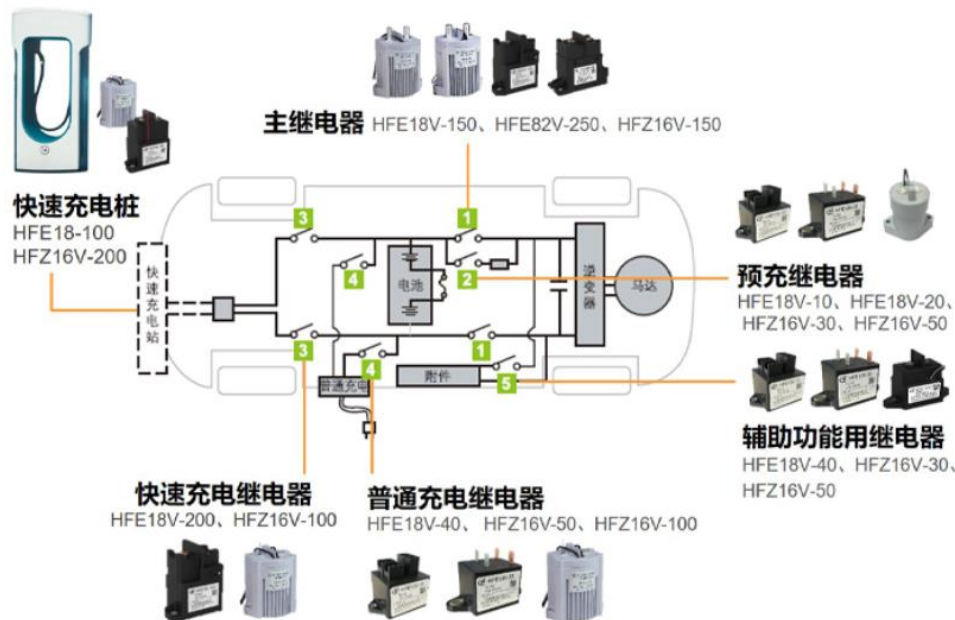 主继电器 HFE18V-150、HFE82V-250、HFZ16V-150
快速充电桩
HFE18-100
HFZ16V-200
预充继电器
HFE18V-10、HFE18V-20、
HFZ16V-30、HFZ16V-50
快速充电站
3
1
4
2
电池
逆变器
马达
3
4
1
5
普通充电
附件
辅助功能用继电器
HFE18V-40、HFZ16V-30、
HFZ16V-50
快速充电继电器
HFE18V-200、HFZ16V-100
普通充电继电器
HFE18V-40、 HFZ16V-50、HFZ16V-100